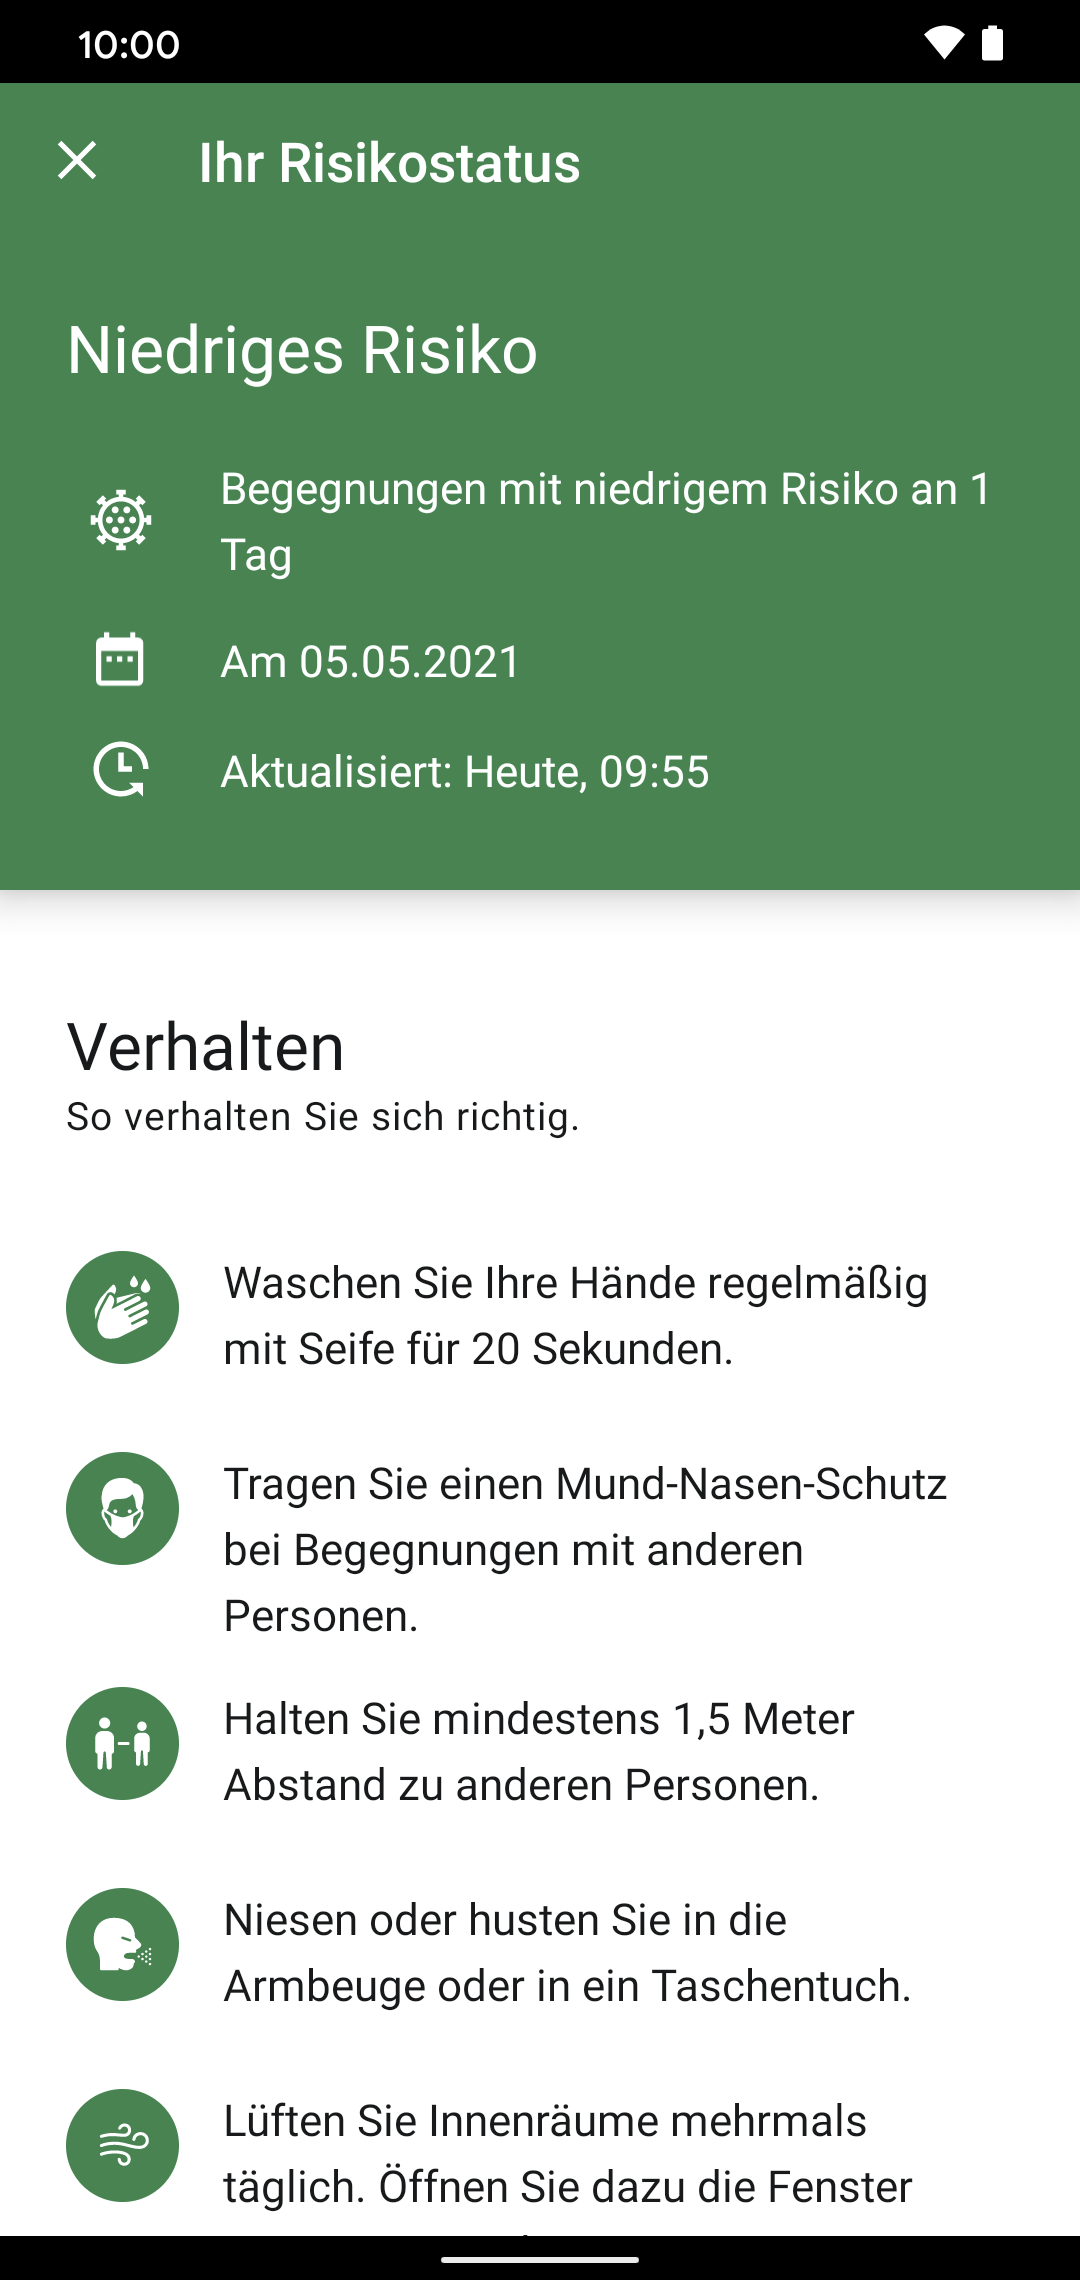 10:00
Ihr Risikostatus
Niedriges Risiko
Begegnungen mit niedrigem Risiko an 1
Tag
Am 05.05.2021
Aktualisiert: Heute, 09:55
Verhalten
So verhalten Sie sich richtig.
Waschen Sie Ihre Hände regelmäßig
mit Seife für 20 Sekunden.
Tragen Sie einen Mund-Nasen-Schutz
bei Begegnungen mit anderen
Personen.
Halten Sie mindestens 1,5 Meter
Abstand zu anderen Personen.
Niesen oder husten Sie in die
Armbeuge oder in ein Taschentuch.
Lüften Sie Innenräume mehrmals
täglich. Öffnen Sie dazu die Fenster